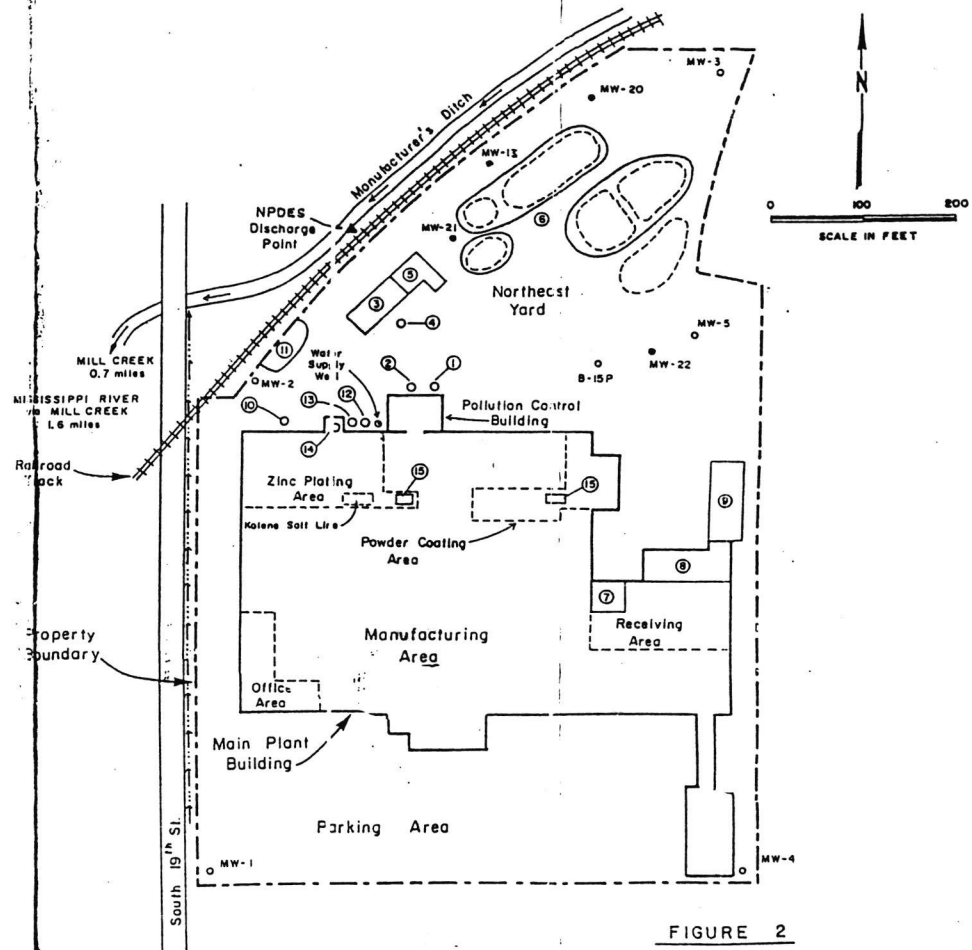 MW-3
N
MW-20
Manufacturer's Ditch
MW-13
0 100 200
SCALE IN FEET
NPDES
Discharge
Point
6
MW-21
5
3
Northeast
Yard
4
MW-5
11
MILL CREEK
0.7 miles
Water
Supply
Well
2
1
MW-22
B-15P
MW-2
MISSISSIPPI RIVER
via MILL CREEK
1.6 miles
10
13
12
Pollution Control
Building
14
Railroad
Track
Zinc Plating
Area
15
15
9
Kolene Salt Line
Powder Coating
Area
8
7
Receiving
Area
Property
Boundary
Manufacturing
Area
Office
Area
Main Plant
Building
Parking Area
South 19th St.
MW-1
MW-4
FIGURE 2